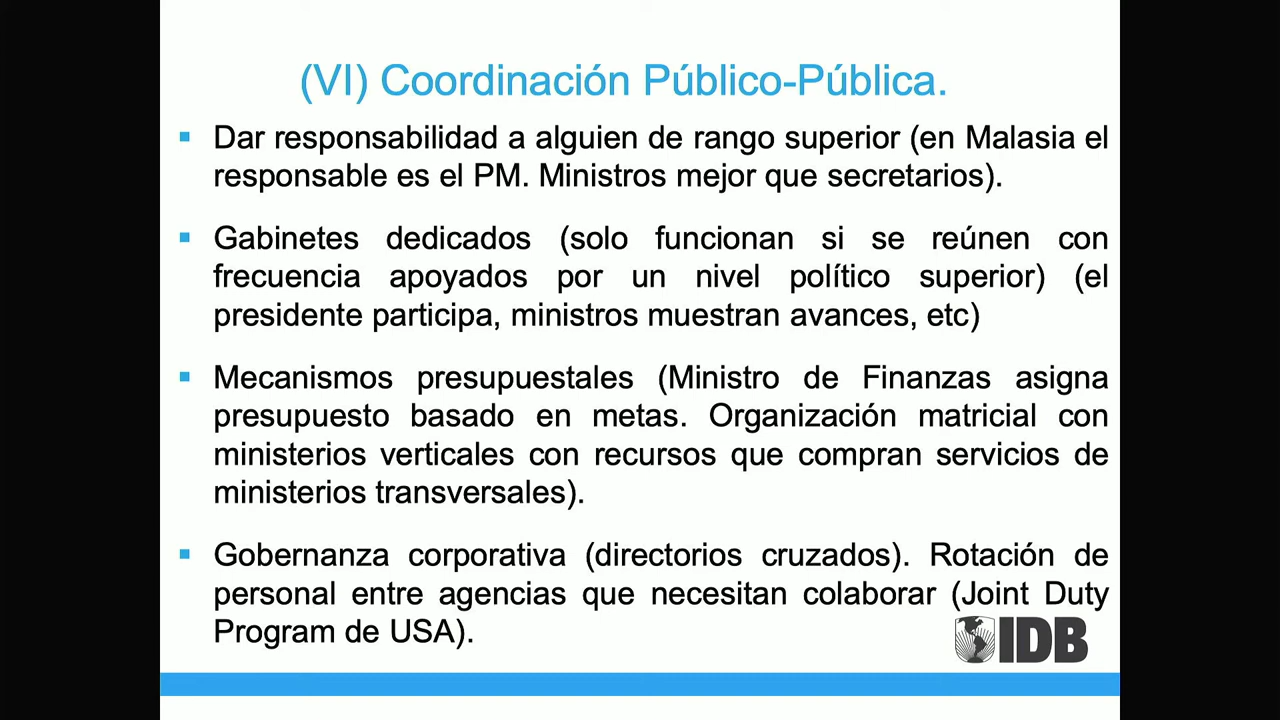 (VI) Coordinación Público-Pública.
Dar responsabilidad a alguien de rango superior (en Malasia el
responsable es el PM. Ministros mejor que secretarios).
Gabinetes dedicados (solo funcionan si se reúnen con
frecuencia apoyados por un nivel político superior) (el
presidente participa, ministros muestran avances, etc)
Mecanismos presupuestales (Ministro de Finanzas asigna
presupuesto basado en metas. Organización matricial con
ministerios verticales con recursos que compran servicios de
ministerios transversales).
Gobernanza corporativa (directorios cruzados). Rotación de
personal entre agencias que necesitan colaborar (Joint Duty
Program de USA).
IDB